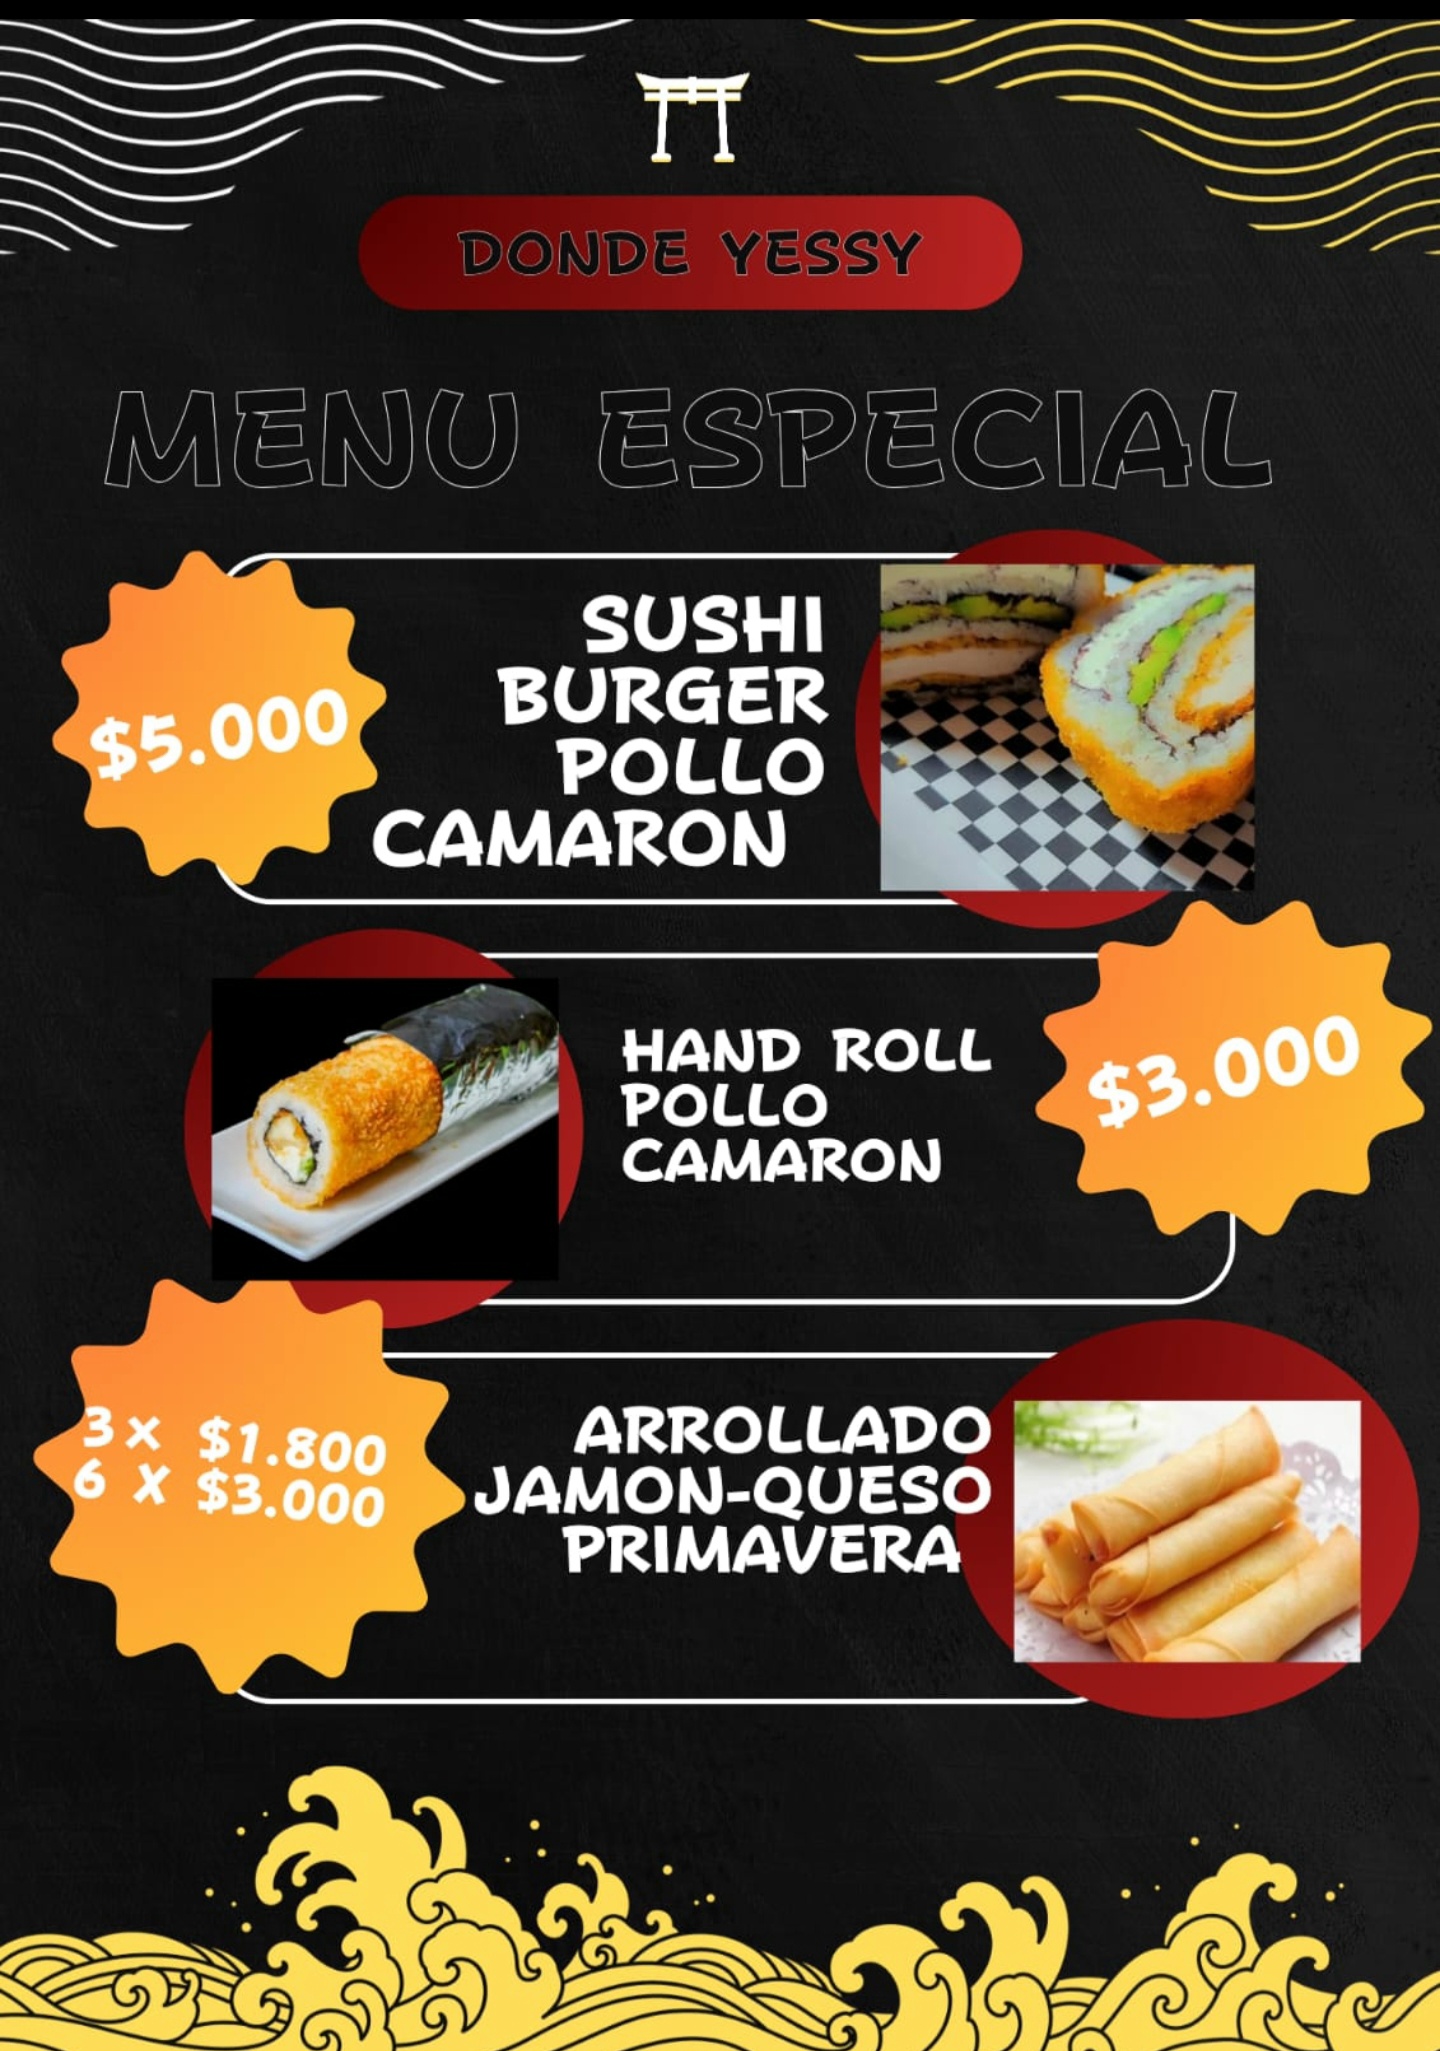 DONDE YESSY
MENU ESPECIAL
$5.000
SUSHI
BURGER
POLLO
CAMARON
HAND ROLL
POLLO
CAMARON
$3.000
3x $1.800
6 X $3.000
ARROLLADO
JAMON-QUESO
PRIMAVERA